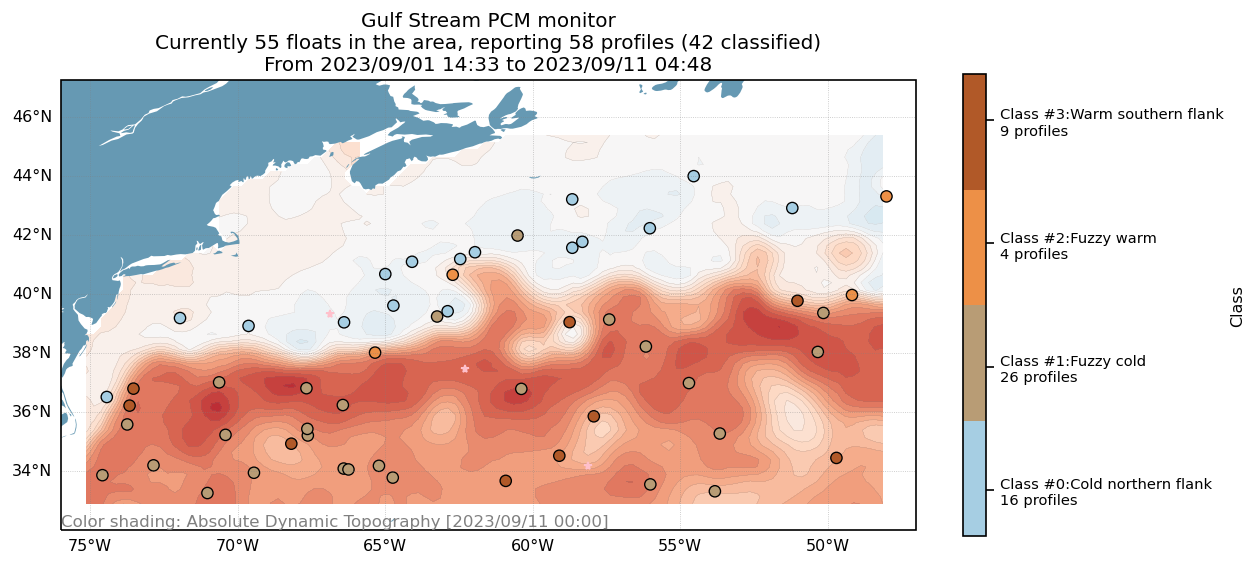 Gulf Stream PCM monitor
Currently 55 floats in the area, reporting 58 profiles (42 classified)
From 2023/09/01 14:33 to 2023/09/11 04:48
46°N
44°N
42°N
40°N
38°N
36°N
34°N
Color shading: Absolute Dynamic Topography [2023/09/11 00:00]
75°W
70°W
65°W
60°W
55°W
50°W
Class #3:Warm southern flank
9 profiles
Class #2:Fuzzy warm
4 profiles
Class #1:Fuzzy cold
26 profiles
Class #0:Cold northern flank
16 profiles
Class